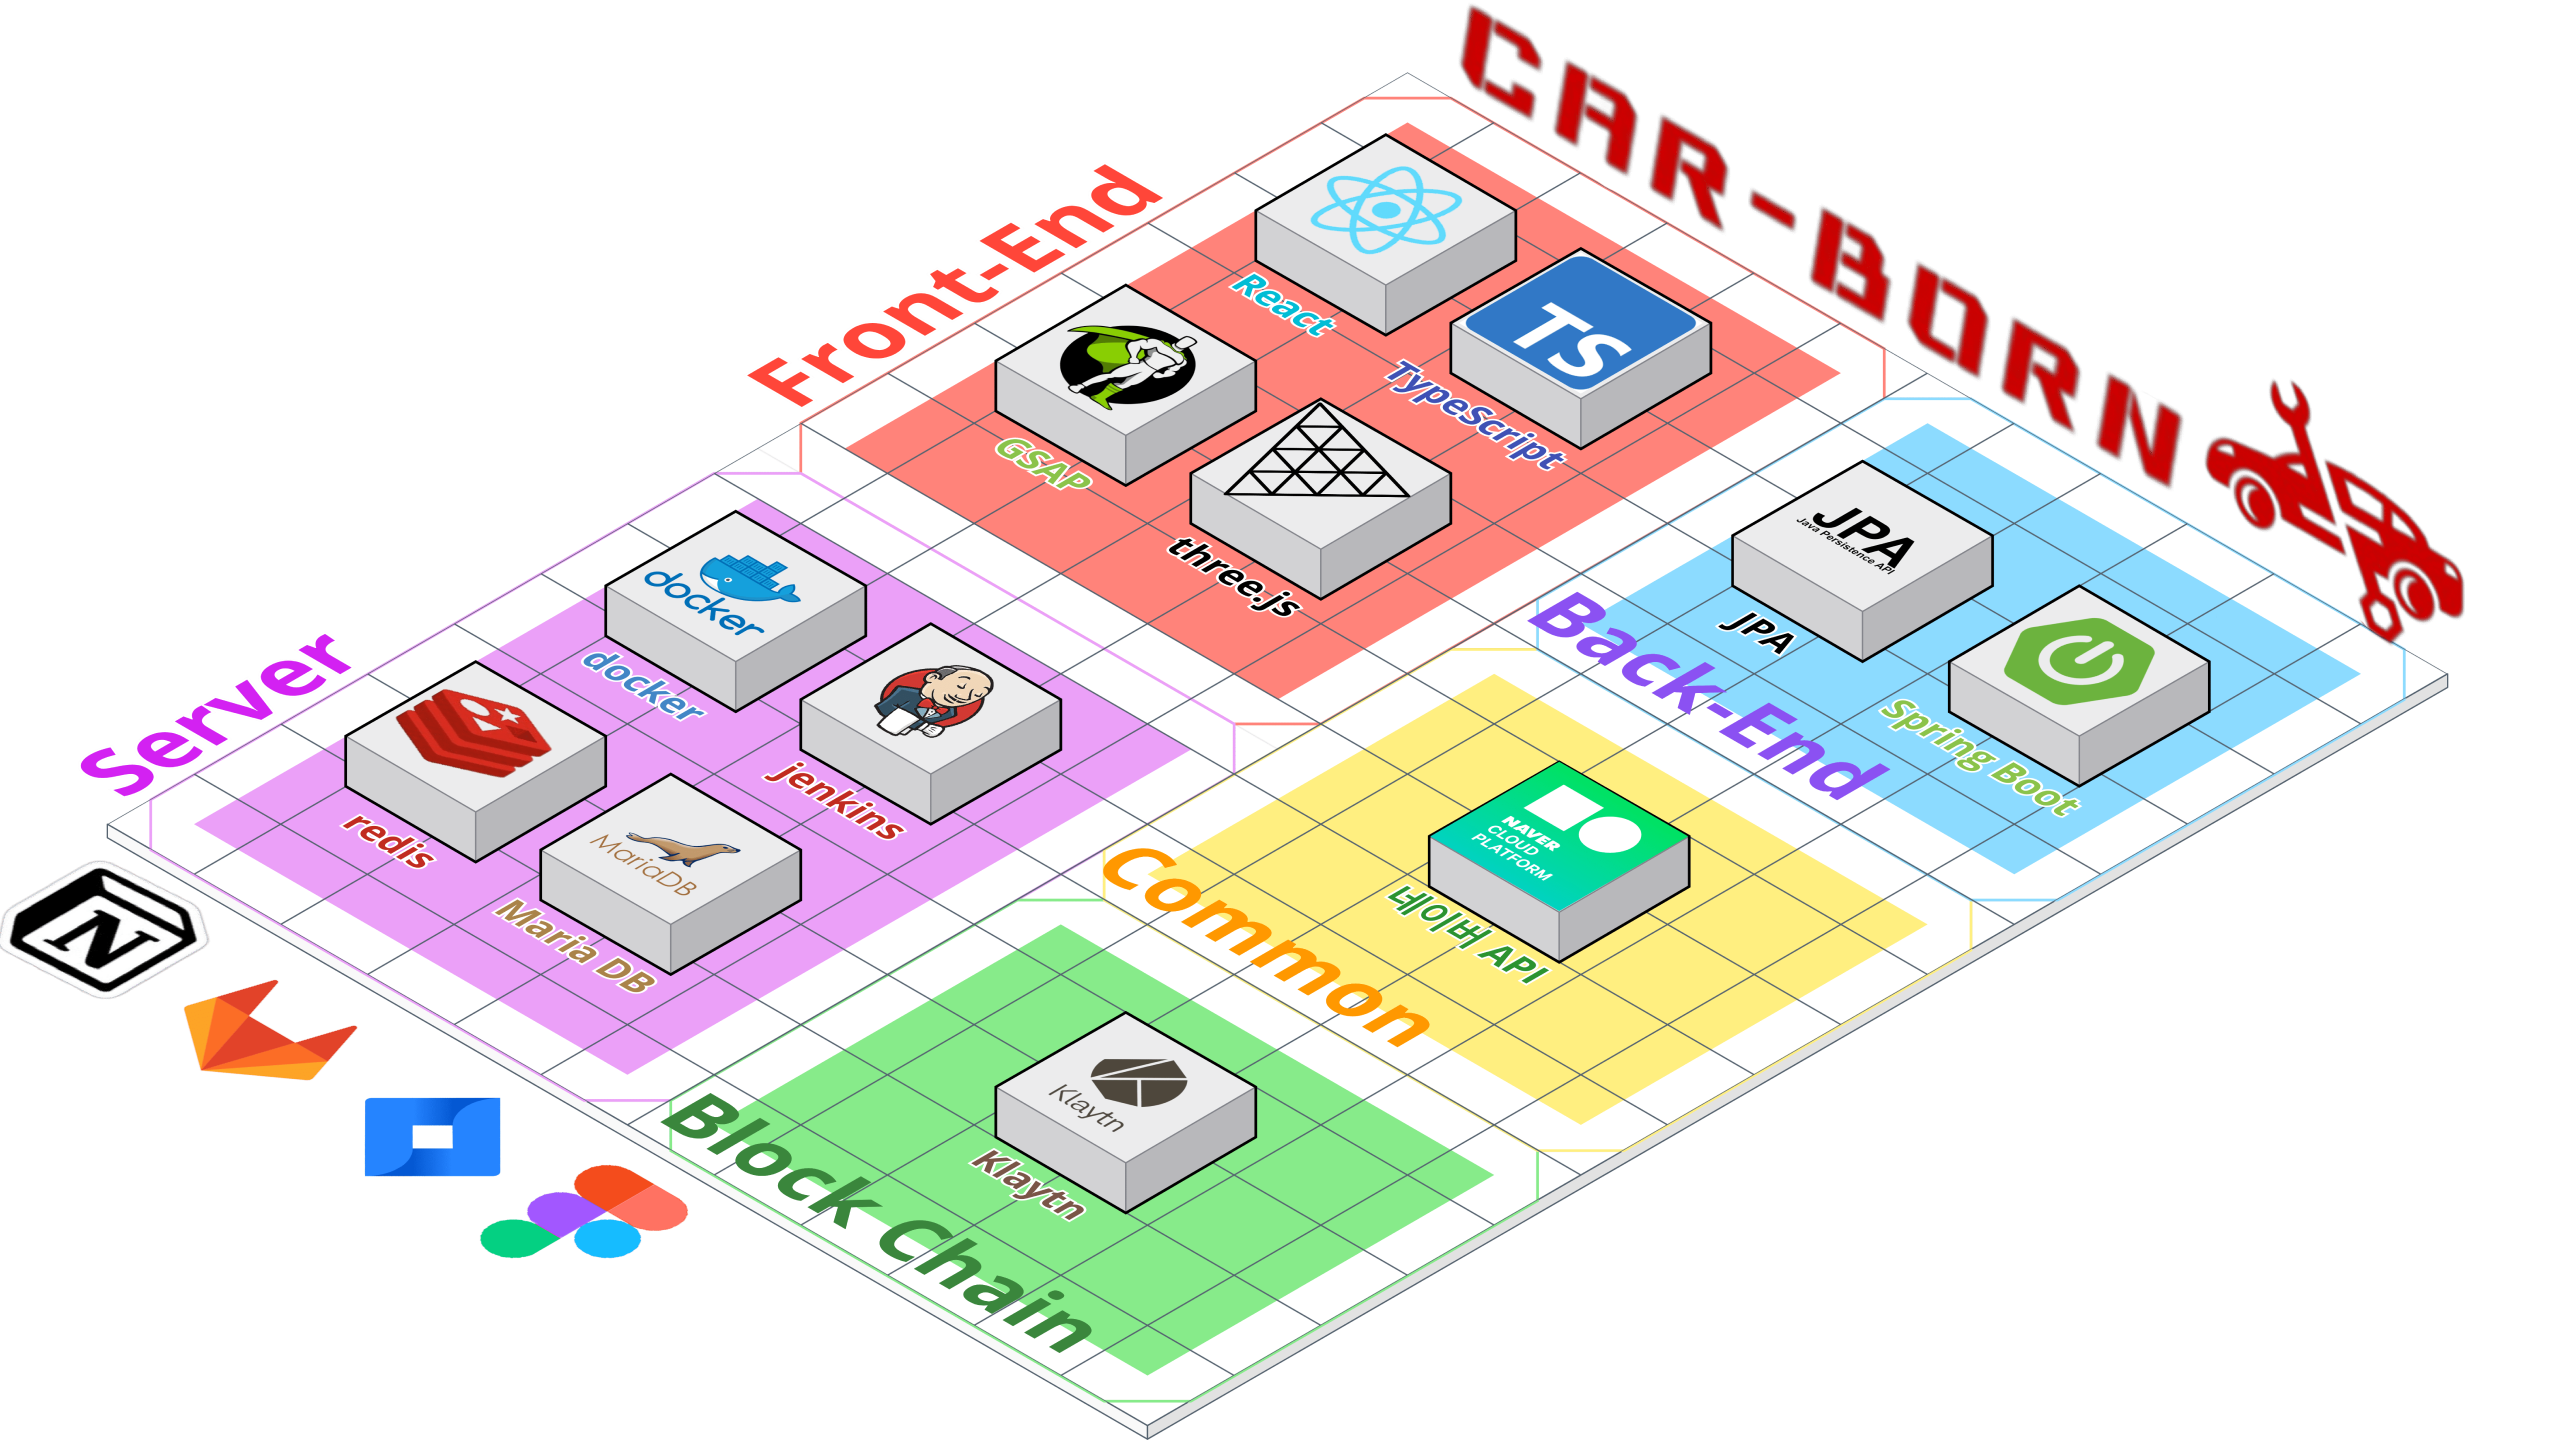 CAR-BORN
Front-End
React
TS
TypeScript
GSAP
three.js
Back-End
JPA
Java Persistence API
JPA
Spring Boot
Server
docker
docker
jenkins
redis
MariaDB
Maria DB
Common
NAVER
CLOUD
PLATFORM
네이버 API
Block Chain
Klaytn
Klaytn
N